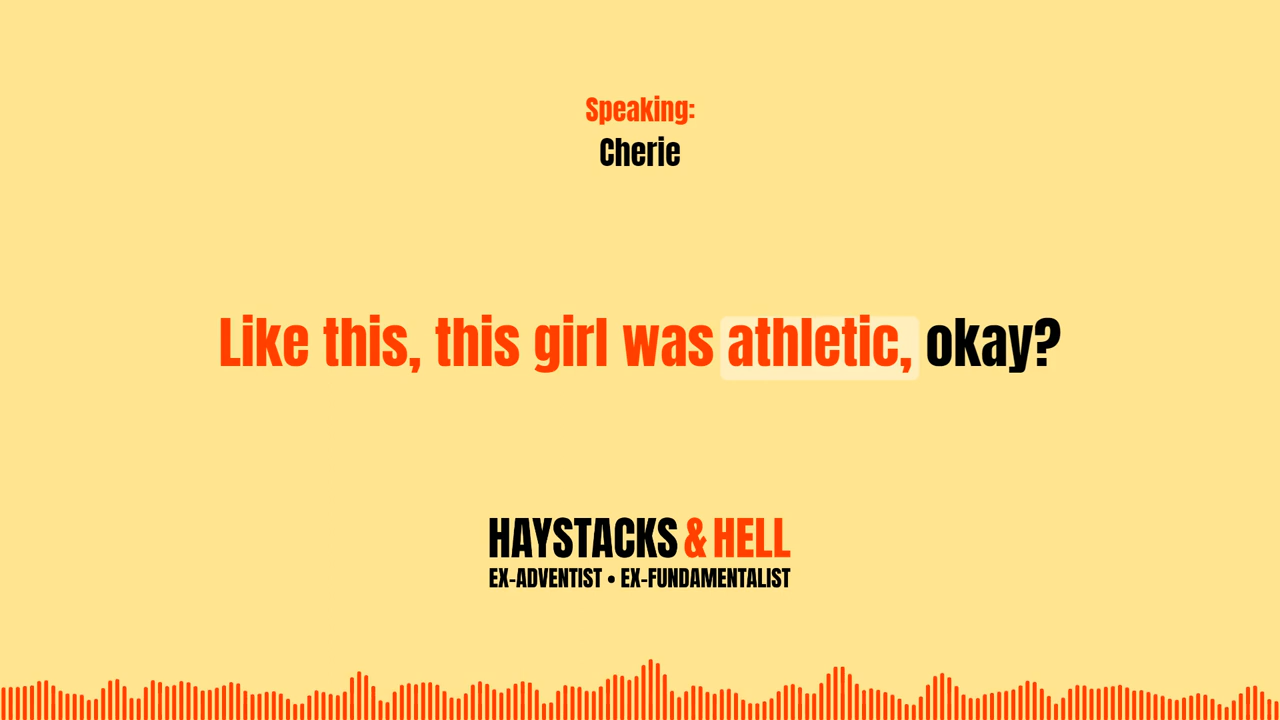 Speaking:
Cherie
Like this, this girl was athletic, okay?
HAYSTACKS & HELL
EX-ADVENTIST • EX-FUNDAMENTALIST